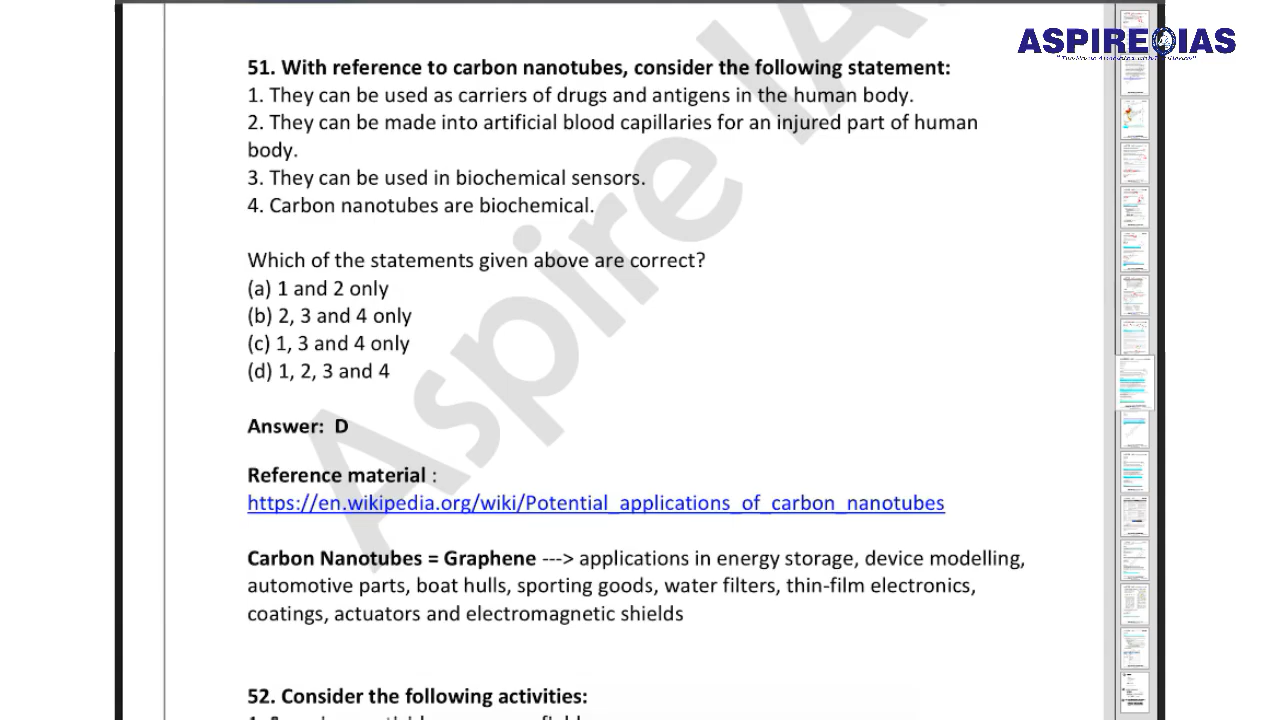 ASPIRE IAS
51. With reference to carbon nanotubes, consider the following statement:
1. They can be used as carriers of drugs and antigens in the human body.
2. They can be made into artificial blood capillaries for an injured part of human
body.
3. They can be used in biochemical sensors.
4. Carbon nanotubes are biochemical.
Which of the statements given above are correct?
(a) 1 and 2 only
(b) 2, 3 and 4 only
(c) 1, 3 and 4 only
(d) 1, 2, 3 and 4
Answer: D
Reference material -
https://en.wikipedia.org/wiki/Potential_applications_of_carbon_nanotubes
Carbon Nanotubes & Graphene ---> applications energy storage, device modelling,
automotive parts, boat hulls, sporting goods, water filters, thin-film electronics,
coatings, actuators and electromagnetic shields
52. Consider the following activities:
Aspire IA